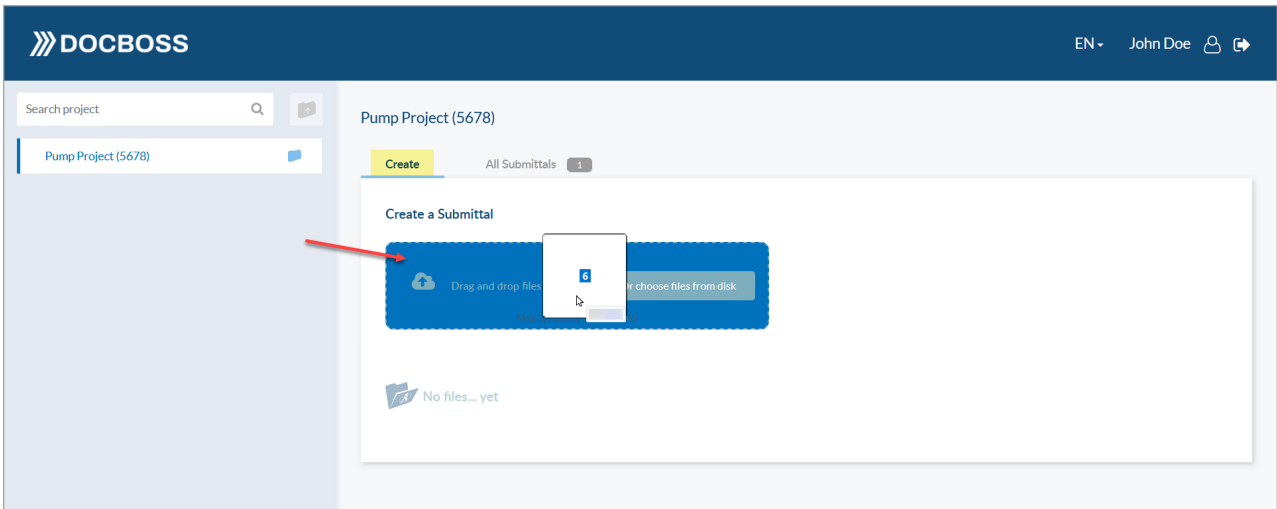 DOCBOSS
EN
John Doe
Search project
Pump Project (5678)
Pump Project (5678)
Create
All Submittals 1
Create a Submittal
6
Drag and drop files
r choose files from disk
No files... yet